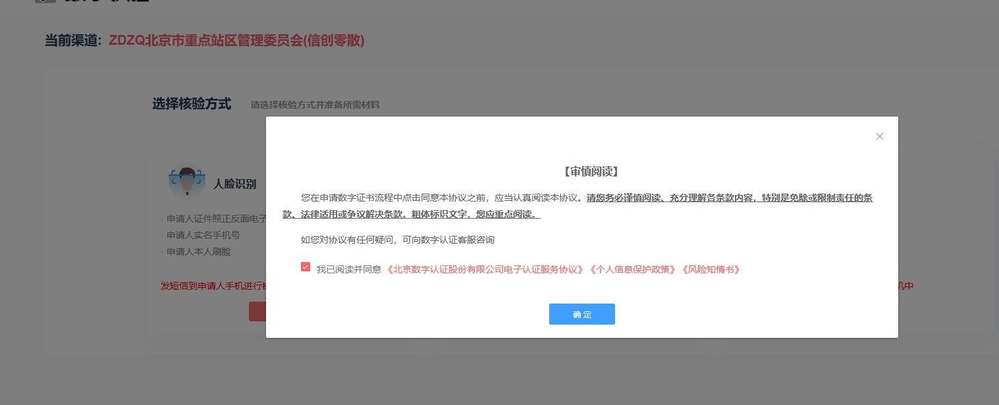 当前渠道: ZDZQ北京市重点站区管理委员会(信创零散)
选择核验方式 请选择核验方式并准备所需材料
【审慎阅读】
您在申请数字证书流程中点击同意本协议之前，应当认真阅读本协议。请您务必谨慎阅读、充分理解各条款内容，特别是免除或限制责任的条
款、法律适用或争议解决条款。粗体标识文字，您应重点阅读。
如您对协议有任何疑问，可向数字认证客服咨询
我已阅读并同意 《北京数字认证股份有限公司电子认证服务协议》《个人信息保护政策》《风险知情书》
确 定
人脸识别
· 申请人证件照正反面电子
· 申请人实名手机号
· 申请人本人刷脸
发短信到申请人手机进行
机中